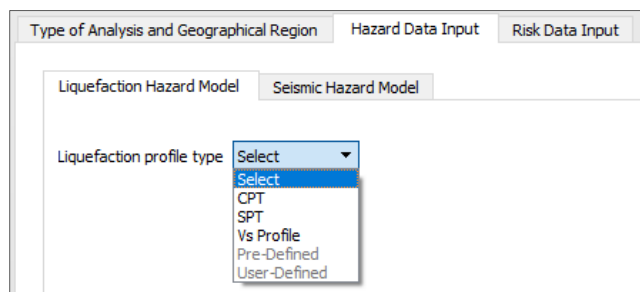 Type of Analysis and Geographical Region Hazard Data Input Risk Data Input
Liquefaction Hazard Model Seismic Hazard Model
Liquefaction profile type Select
Select
CPT
SPT
Vs Profile
Pre-Defined
User-Defined